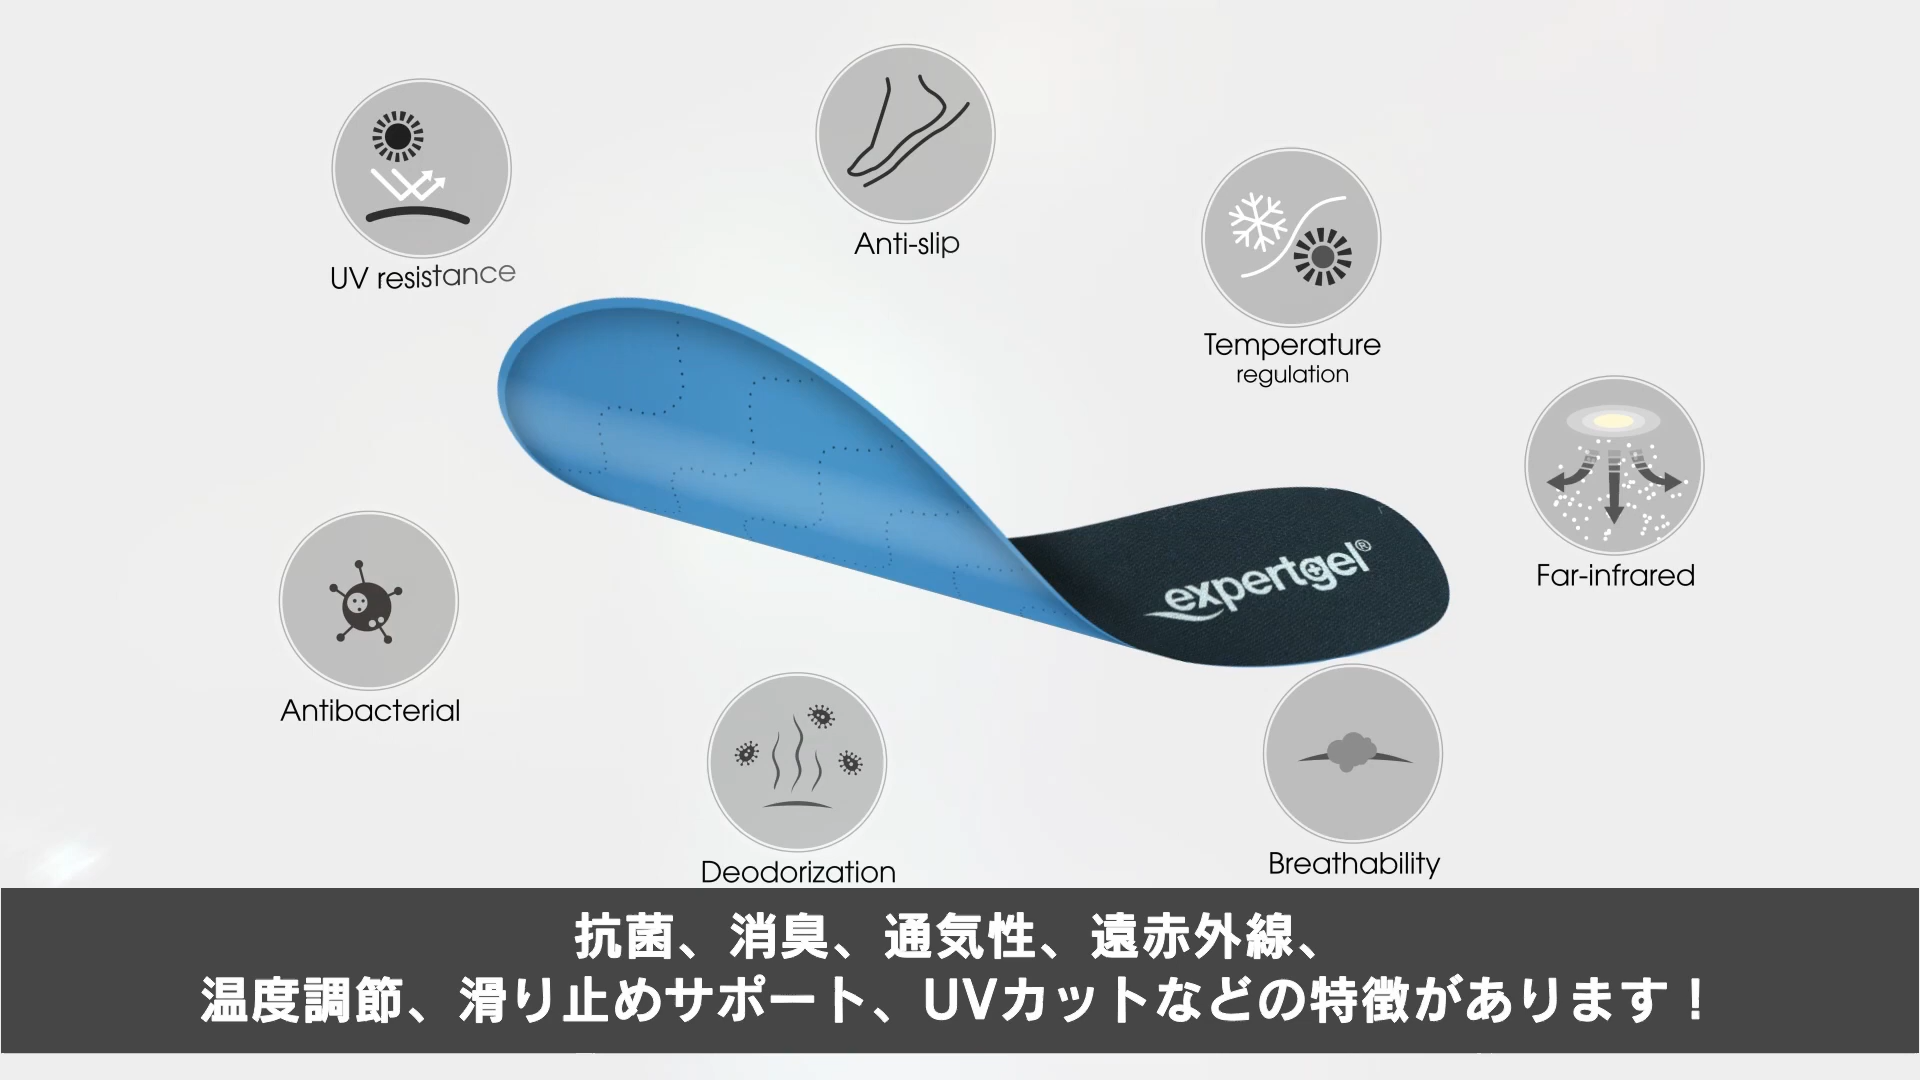 Anti-slip
UV resistance
Temperature
regulation
Far-infrared
expertgel®
Antibacterial
Deodorization
Breathability
抗菌、消臭、通気性、遠赤外線、
温度調節、滑り止めサポート、UVカットなどの特徴があります！